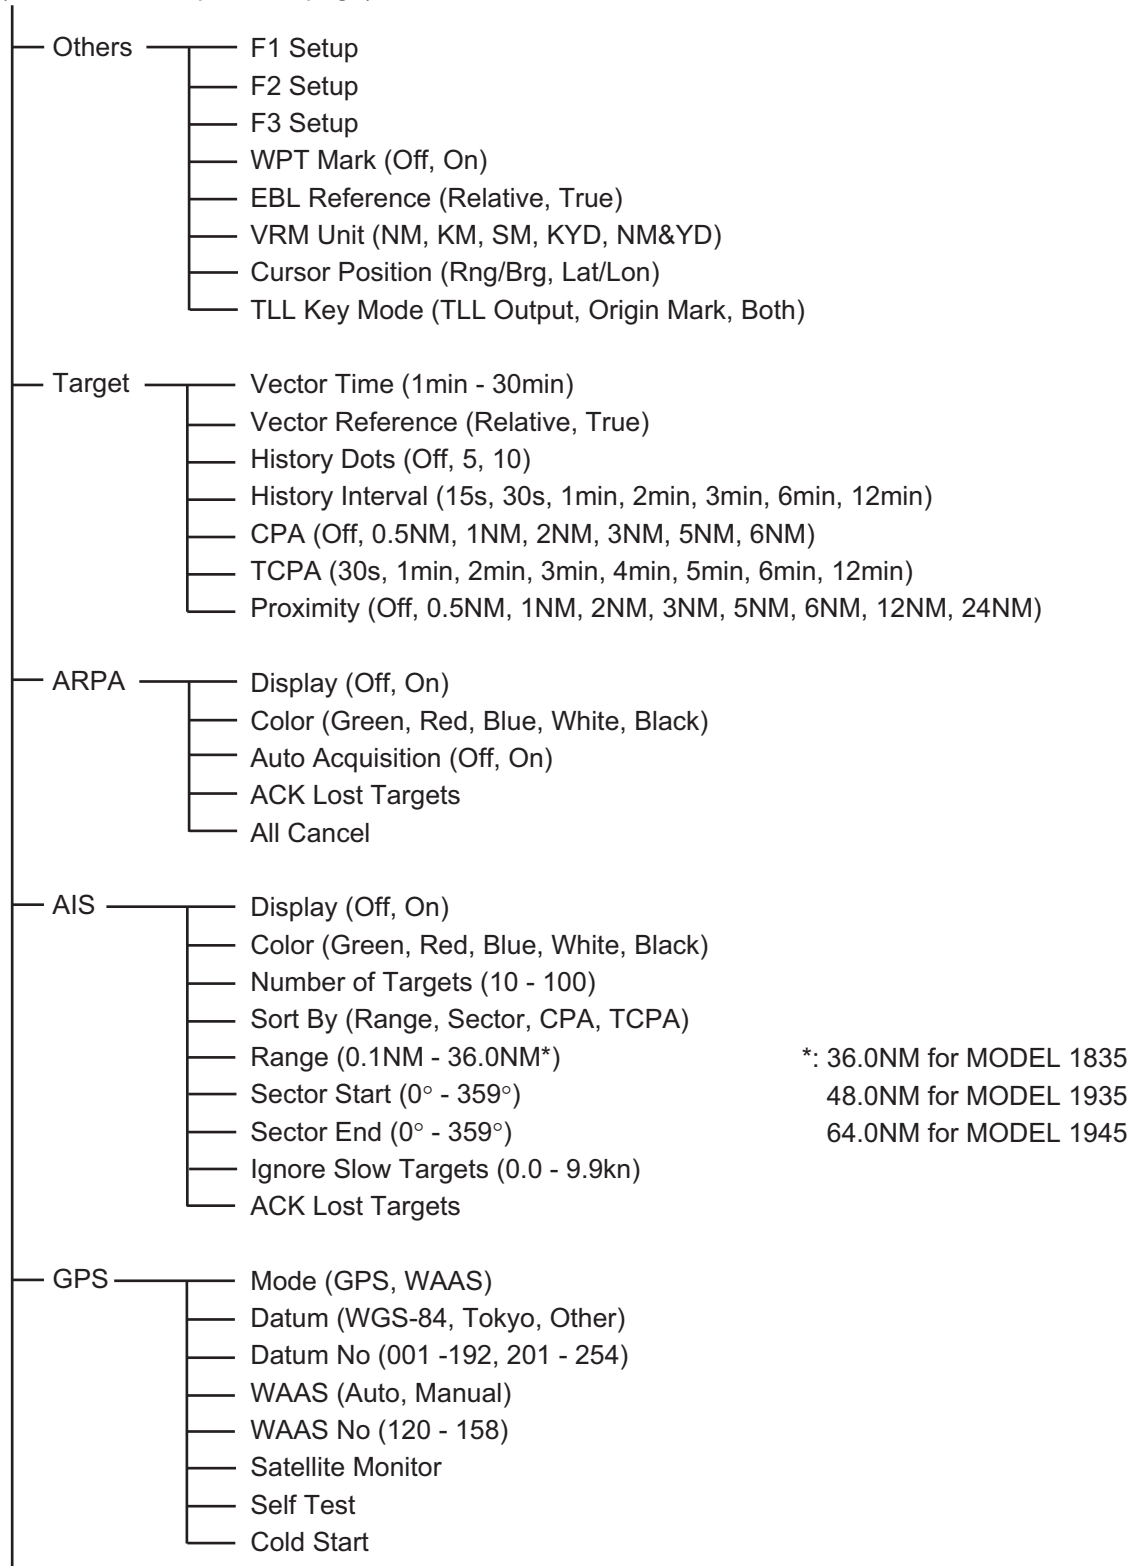 Others
F1 Setup
F2 Setup
F3 Setup
WPT Mark (Off, On)
EBL Reference (Relative, True)
VRM Unit (NM, KM, SM, KYD, NM&YD)
Cursor Position (Rng/Brg, Lat/Lon)
TLL Key Mode (TLL Output, Origin Mark, Both)
Target
Vector Time (1min - 30min)
Vector Reference (Relative, True)
History Dots (Off, 5, 10)
History Interval (15s, 30s, 1min, 2min, 3min, 6min, 12min)
CPA (Off, 0.5NM, 1NM, 2NM, 3NM, 5NM, 6NM)
TCPA (30s, 1min, 2min, 3min, 4min, 5min, 6min, 12min)
Proximity (Off, 0.5NM, 1NM, 2NM, 3NM, 5NM, 6NM, 12NM, 24NM)
ARPA
Display (Off, On)
Color (Green, Red, Blue, White, Black)
Auto Acquisition (Off, On)
ACK Lost Targets
All Cancel
AIS
Display (Off, On)
Color (Green, Red, Blue, White, Black)
Number of Targets (10 - 100)
Sort By (Range, Sector, CPA, TCPA)
Range (0.1NM - 36.0NM*)
*: 36.0NM for MODEL 1835
Sector Start (0° - 359°)
48.0NM for MODEL 1935
Sector End (0° - 359°)
64.0NM for MODEL 1945
Ignore Slow Targets (0.0 - 9.9kn)
ACK Lost Targets
GPS
Mode (GPS, WAAS)
Datum (WGS-84, Tokyo, Other)
Datum No (001 -192, 201 - 254)
WAAS (Auto, Manual)
WAAS No (120 - 158)
Satellite Monitor
Self Test
Cold Start